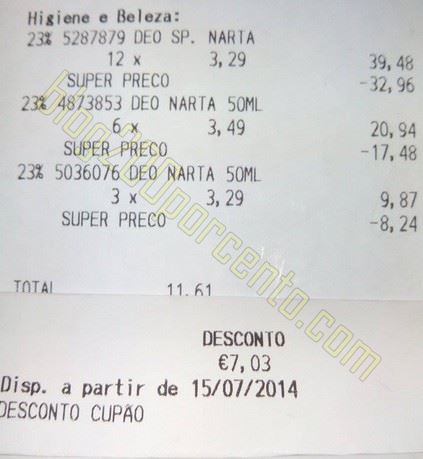 Higiene e Beleza:
23% 5287879 DEO SP. NARTA
12 x 3,29 39,48
SUPER PRECO -32,96
23% 4873853 DEO NARTA 50ML
6 x 3,49 20,94
SUPER PRECO -17,48
23% 5036076 DEO NARTA 50ML
3 x 3,29 9,87
SUPER PRECO -8,24
TOTAL 11.61
DESCONTO
€7,03
Disp. a partir de 15/07/2014
DESCONTO CUPÃO
blog200porcento.com